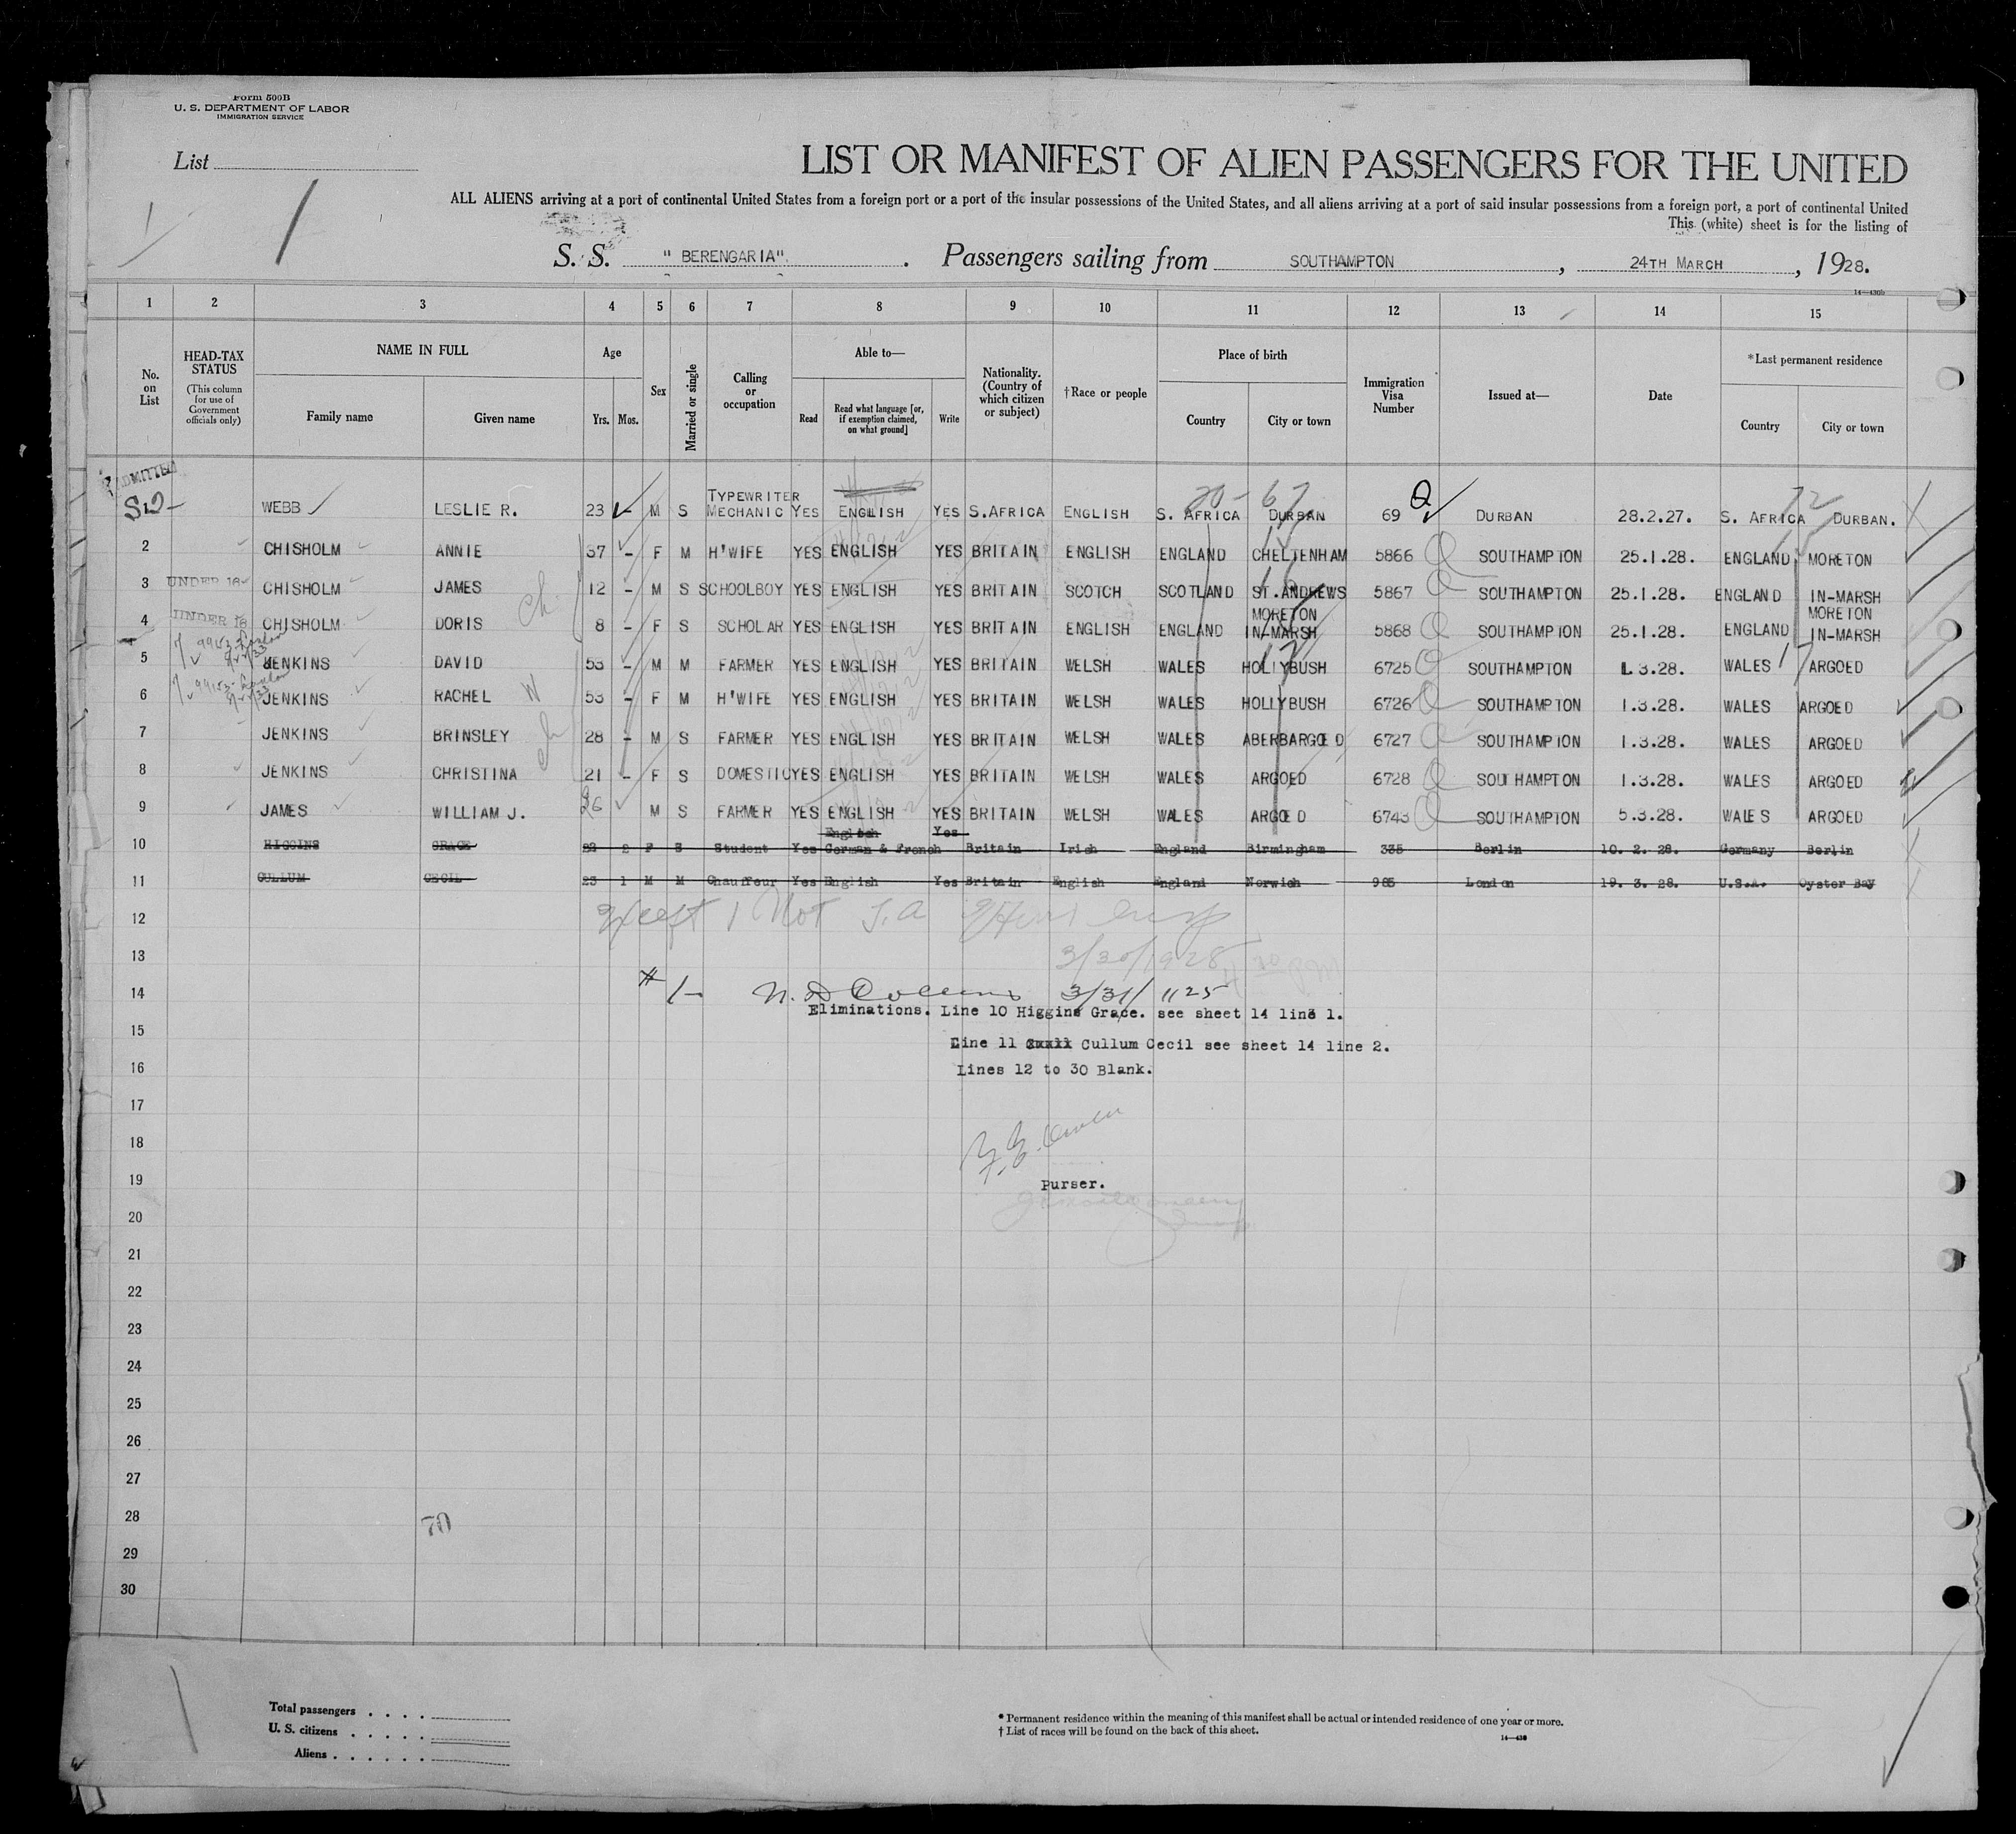 Form 500B
U. S. DEPARTMENT OF LABOR
IMMIGRATION SERVICE
List
1
LIST OR MANIFEST OF ALIEN PASSENGERS FOR THE UNITED
ALL ALIENS arriving at a port of continental United States from a foreign port or a port of the insular possessions of the United States, and all aliens arriving at a port of said insular possessions from a foreign port, a port of continental United
This (white) sheet is for the listing of
S. S. " BERENGARIA". Passengers sailing from SOUTHAMPTON, 24TH MARCH, 1928.
14—430b
1 2 3 4 5 6 7 8 9 10 11 12 13 14 15
No. on List
HEAD-TAX STATUS (This column for use of Government officials only)
NAME IN FULL
Family name Given name
Age
Yrs. Mos.
Sex
Married or single
Calling or occupation
Able to—
Read Read what language [or, if exemption claimed, on what ground] Write
Nationality. (Country of which citizen or subject)
†Race or people
Place of birth
Country City or town
Immigration Visa Number
Issued at—
Date
*Last permanent residence
Country City or town
ADMITTED
WEBB LESLIE R. 23 - M S TYPEWRITER MECHANIC YES ENGLISH YES S.AFRICA ENGLISH S. AFRICA DURBAN 69 DURBAN 28.2.27. S. AFRICA DURBAN.
2 CHISHOLM ANNIE 37 - F M H'WIFE YES ENGLISH YES BRITAIN ENGLISH ENGLAND CHELTENHAM 5866 SOUTHAMPTON 25.1.28. ENGLAND MORETON
3 UNDER 16 CHISHOLM JAMES 12 - M S SCHOOLBOY YES ENGLISH YES BRITAIN SCOTCH SCOTLAND ST.ANDREWS 5867 SOUTHAMPTON 25.1.28. ENGLAND IN-MARSH
4 UNDER 16 CHISHOLM DORIS 8 - F S SCHOLAR YES ENGLISH YES BRITAIN ENGLISH ENGLAND MORETON IN-MARSH 5868 SOUTHAMPTON 25.1.28. ENGLAND MORETON IN-MARSH
5 JENKINS DAVID 53 - M M FARMER YES ENGLISH YES BRITAIN WELSH WALES HOLLYBUSH 6725 SOUTHAMPTON 1.3.28. WALES ARGOED
6 JENKINS RACHEL 53 - F M H'WIFE YES ENGLISH YES BRITAIN WELSH WALES HOLLYBUSH 6726 SOUTHAMPTON 1.3.28. WALES ARGOED
7 JENKINS BRINSLEY 28 - M S FARMER YES ENGLISH YES BRITAIN WELSH WALES ABERBARGOED 6727 SOUTHAMPTON 1.3.28. WALES ARGOED
8 JENKINS CHRISTINA 21 - F S DOMESTIC YES ENGLISH YES BRITAIN WELSH WALES ARGOED 6728 SOUTHAMPTON 1.3.28. WALES ARGOED
9 JAMES WILLIAM J. 26 M S FARMER YES ENGLISH YES BRITAIN WELSH WALES ARGOED 6743 SOUTHAMPTON 5.3.28. WALES ARGOED
English Yes
10 HIGGINS GRACE 22 2 F S Student Yes German & French Britain Irish England Birmingham 335 Berlin 10. 2. 28. Germany Berlin
11 CULLUM CECIL 23 1 M M Chauffeur Yes English Yes Britain English England Norwich 985 London 19. 3. 28. U.S.A. Oyster Bay
12
13 3/30/1928
14 #1- 3/31/
Eliminations. Line 10 Higgins Grace. see sheet 14 line 1.
15
Line 11 Cullum Cecil see sheet 14 line 2.
16 Lines 12 to 30 Blank.
17
18
19 Purser.
20
21
22
23
24
25
26
27
28 70
29
30
Total passengers
U. S. citizens
Aliens
* Permanent residence within the meaning of this manifest shall be actual or intended residence of one year or more.
† List of races will be found on the back of this sheet.
14—430